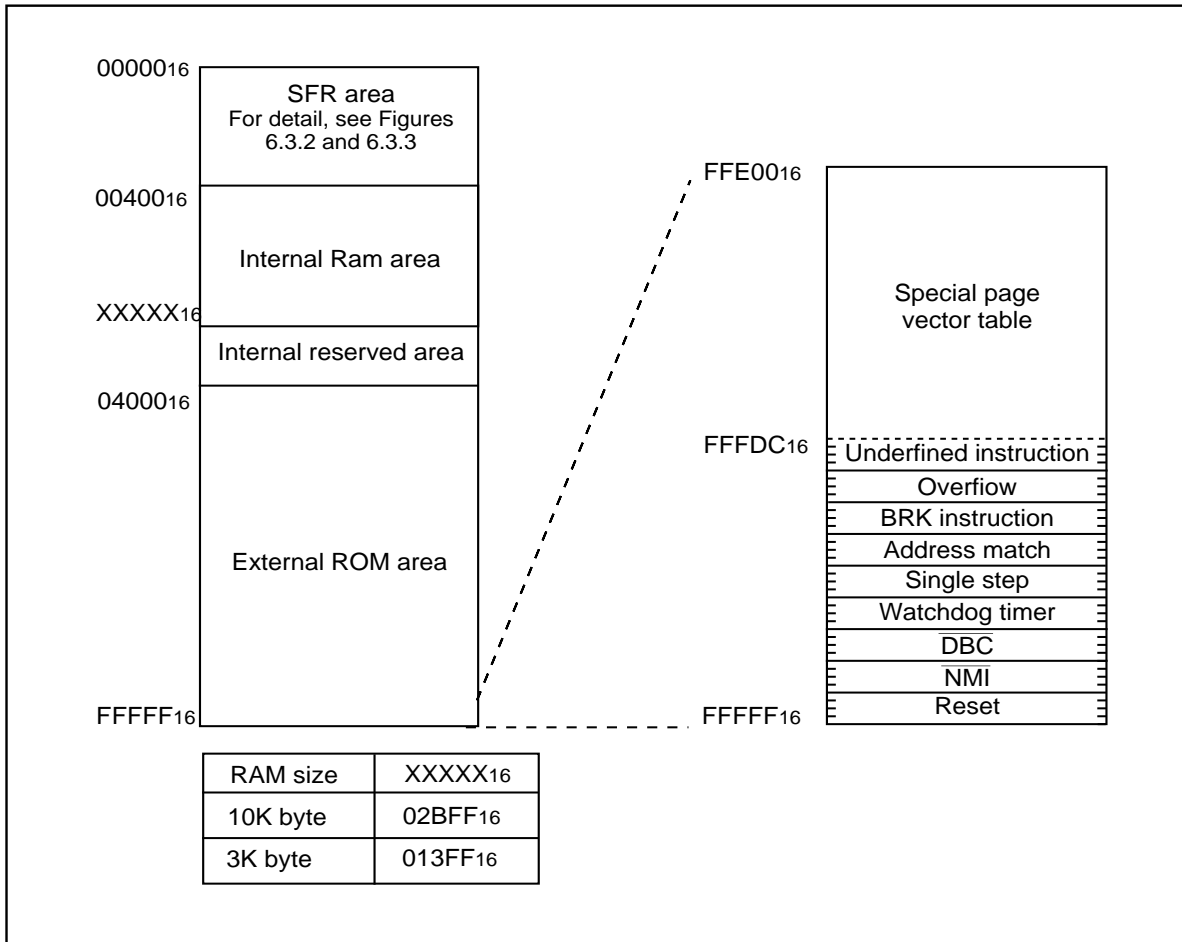 0000016
SFR area
For detail, see Figures
6.3.2 and 6.3.3
0040016
Internal Ram area
XXXXX16
Internal reserved area
0400016
External ROM area
FFFFF16
FFE0016
Special page
vector table
FFFDC16
Underfined instruction
Overfiow
BRK instruction
Address match
Single step
Watchdog timer
DBC
NMI
Reset
FFFFF16
RAM size XXXXX16
10K byte 02BFF16
3K byte 013FF16